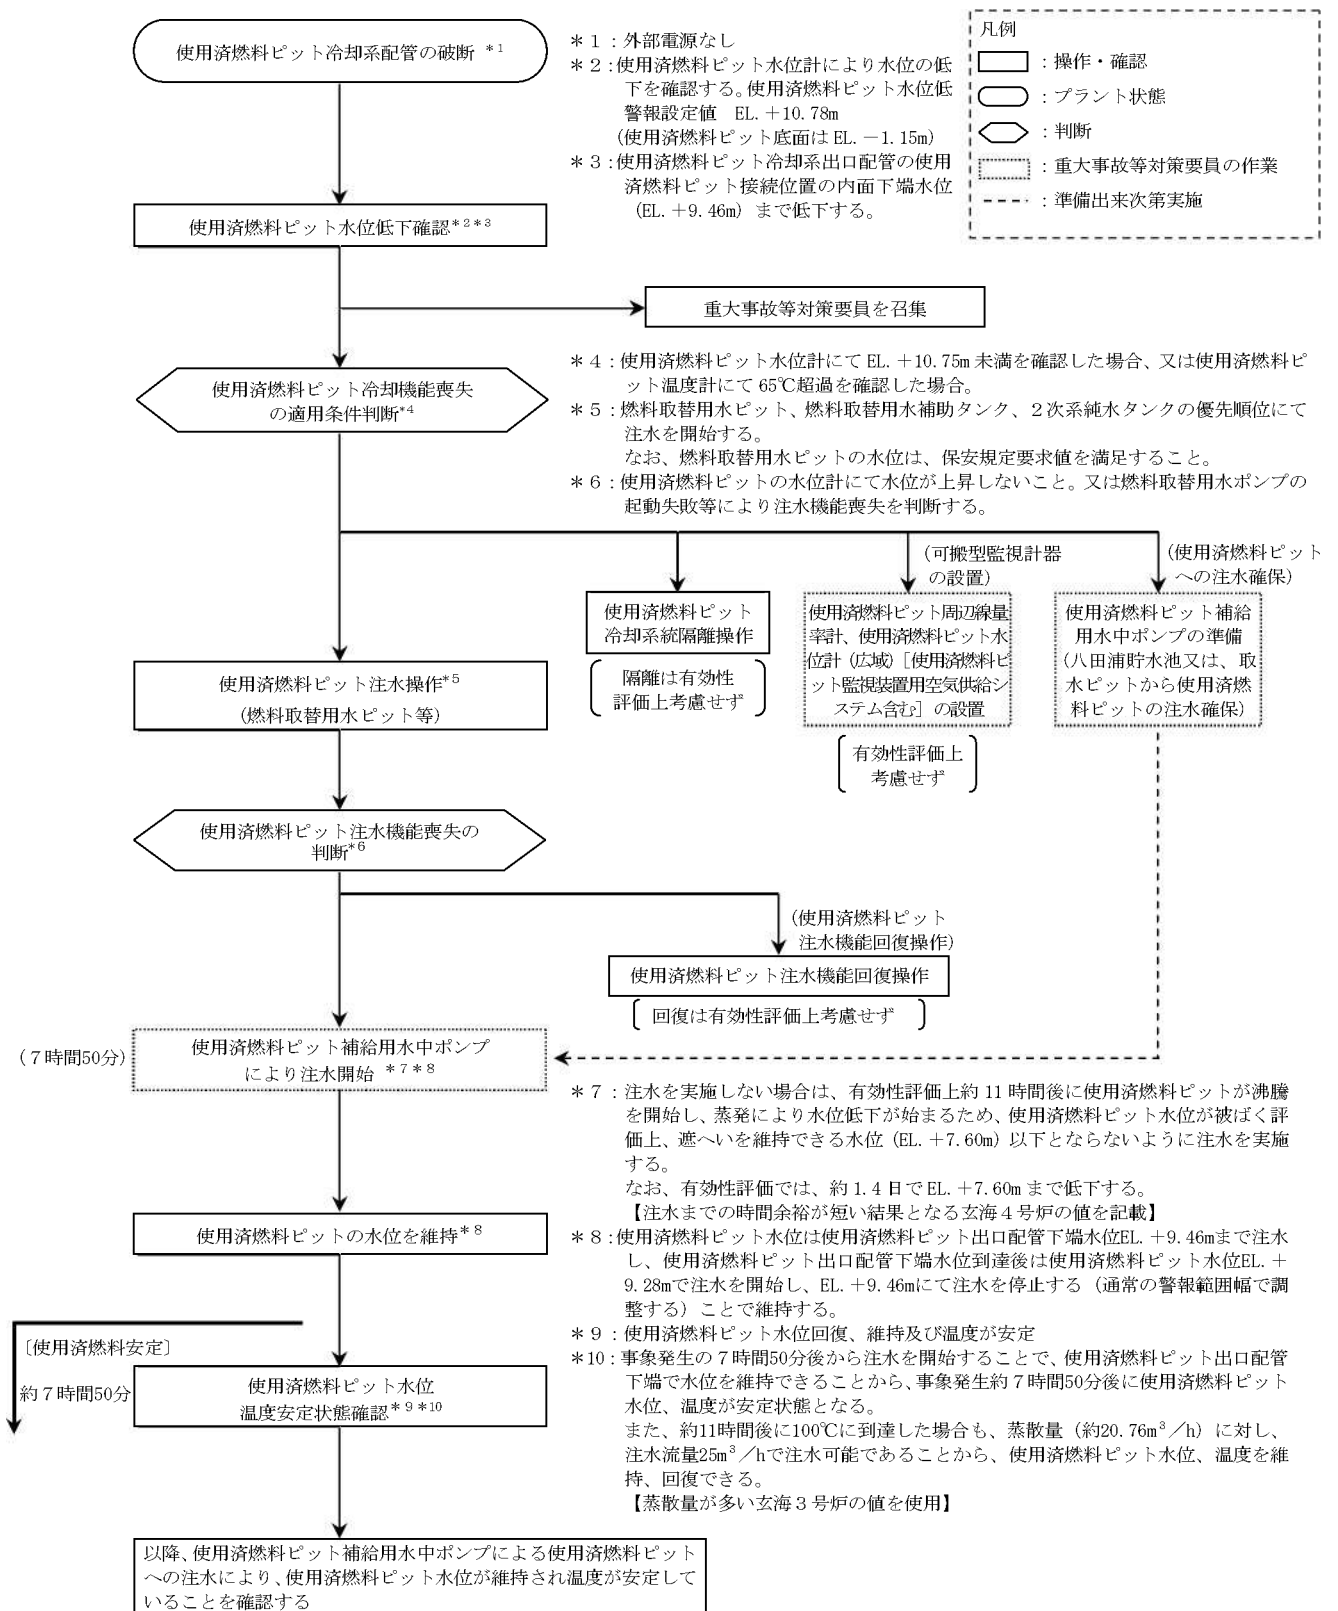 使用済燃料ピット冷却系配管の破断 *1
*1:外部電源なし
*2:使用済燃料ピット水位計により水位の低
下を確認する。使用済燃料ピット水位低
警報設定値 EL.+10.78m
(使用済燃料ピット底面は EL.-1.15m)
*3:使用済燃料ピット冷却系出口配管の使用
済燃料ピット接続位置の内面下端水位
(EL.+9.46m)まで低下する。
凡例
:操作・確認
:プラント状態
:判断
:重大事故等対策要員の作業
:準備出来次第実施
使用済燃料ピット水位低下確認*2*3
重大事故等対策要員を召集
使用済燃料ピット冷却機能喪失
の適用条件判断*4
*4:使用済燃料ピット水位計にて EL.+10.75m 未満を確認した場合、又は使用済燃料ピ
ット温度計にて 65℃超過を確認した場合。
*5:燃料取替用水ピット、燃料取替用水補助タンク、2次系純水タンクの優先順位にて
注水を開始する。
なお、燃料取替用水ピットの水位は、保安規定要求値を満足すること。
*6:使用済燃料ピットの水位計にて水位が上昇しないこと。又は燃料取替用水ポンプの
起動失敗等により注水機能喪失を判断する。
(可搬型監視計器
の設置)
(使用済燃料ピット
への注水確保)
使用済燃料ピット
冷却系統隔離操作
隔離は有効性
評価上考慮せず
使用済燃料ピット周辺線量
率計、使用済燃料ピット水
位計(広域)[使用済燃料ピ
ット監視装置用空気供給シ
ステム含む]の設置
有効性評価上
考慮せず
使用済燃料ピット補給
用水中ポンプの準備
(八田浦貯水池又は、取
水ピットから使用済燃
料ピットの注水確保)
使用済燃料ピット注水操作*5
(燃料取替用水ピット等)
使用済燃料ピット注水機能喪失の
判断*6
(使用済燃料ピット
注水機能回復操作)
使用済燃料ピット注水機能回復操作
回復は有効性評価上考慮せず
(7時間50分)
使用済燃料ピット補給用水中ポンプ
により注水開始 *7*8
*7:注水を実施しない場合は、有効性評価上約 11 時間後に使用済燃料ピットが沸騰
を開始し、蒸発により水位低下が始まるため、使用済燃料ピット水位が被ばく評
価上、遮へいを維持できる水位(EL.+7.60m)以下とならないように注水を実施
する。
なお、有効性評価では、約 1.4 日で EL.+7.60m まで低下する。
【注水までの時間余裕が短い結果となる玄海4号炉の値を記載】
使用済燃料ピットの水位を維持*8
*8:使用済燃料ピット水位は使用済燃料ピット出口配管下端水位EL.+9.46mまで注水
し、使用済燃料ピット出口配管下端水位到達後は使用済燃料ピット水位EL.+
9.28mで注水を開始し、EL.+9.46mにて注水を停止する(通常の警報範囲幅で調
整する)ことで維持する。
*9:使用済燃料ピット水位回復、維持及び温度が安定
*10:事象発生の7時間50分後から注水を開始することで、使用済燃料ピット出口配管
下端で水位を維持できることから、事象発生約7時間50分後に使用済燃料ピット
水位、温度が安定状態となる。
また、約11時間後に100℃に到達した場合も、蒸散量(約20.76m³/h)に対し、
注水流量25m³/hで注水可能であることから、使用済燃料ピット水位、温度を維
持、回復できる。
【蒸散量が多い玄海3号炉の値を使用】
〔使用済燃料安定〕
約7時間50分
使用済燃料ピット水位
温度安定状態確認*9*10
以降、使用済燃料ピット補給用水中ポンプによる使用済燃料ピット
への注水により、使用済燃料ピット水位が維持され温度が安定して
いることを確認する